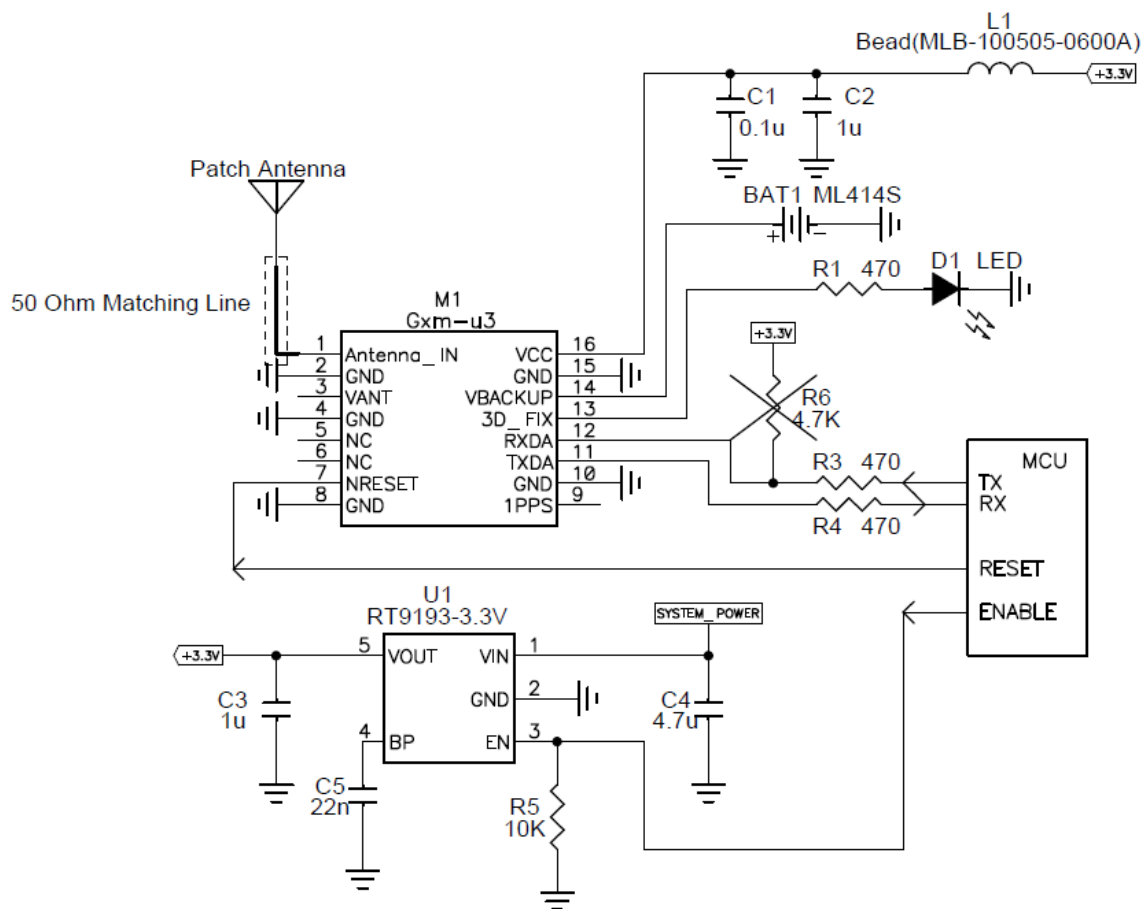 L1
Bead(MLB-100505-0600A)
+3.3V
C1
0.1u
C2
1u
Patch Antenna
BAT1 ML414S
+ -
R1 470
D1 LED
50 Ohm Matching Line
M1
Gxm-u3
+3.3V
1 Antenna_IN
2 GND
3 VANT
4 GND
5 NC
6 NC
7 NRESET
8 GND
VCC 16
GND 15
VBACKUP 14
3D_FIX 13
RXDA 12
TXDA 11
GND 10
1PPS 9
R6
4.7K
R3 470
R4 470
MCU
TX
RX
RESET
ENABLE
U1
RT9193-3.3V
SYSTEM_POWER
+3.3V
5 VOUT
VIN 1
GND 2
4 BP
EN 3
C3
1u
C4
4.7u
C5
22n
R5
10K